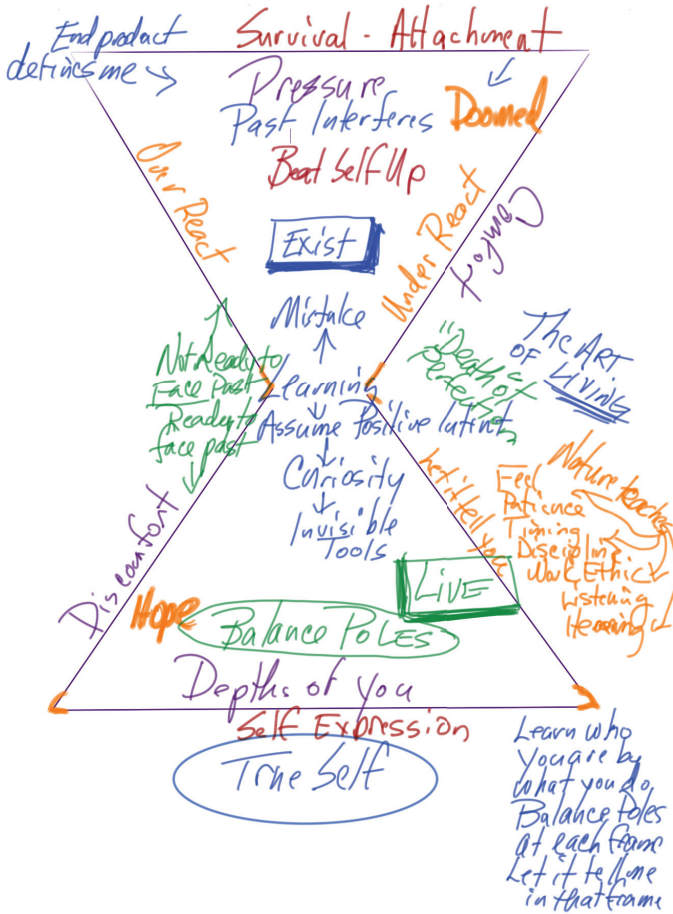 End product
defines me
Survival - Attachment
Pressure
Past Interferes
Doomed
Beat Self Up
Over React
Under React
Comfort
Exist
Mistake
Not Ready to
Face Past
Learning
Ready to
face past
"Death of
Perfection"
The ART
OF LIVING
Assume Positive Intent
Curiosity
Invisible
Tools
Let it tell you
Nature teaches
Feel
Patience
Timing
Discipline
Work Ethic
Listening
Hearing
Discomfort
Hope
LIVE
Balance POLES
Depths of you
Self Expression
True Self
Learn who
you are by
what you do,
Balance Poles
at each frame
Let it tell me
in that frame